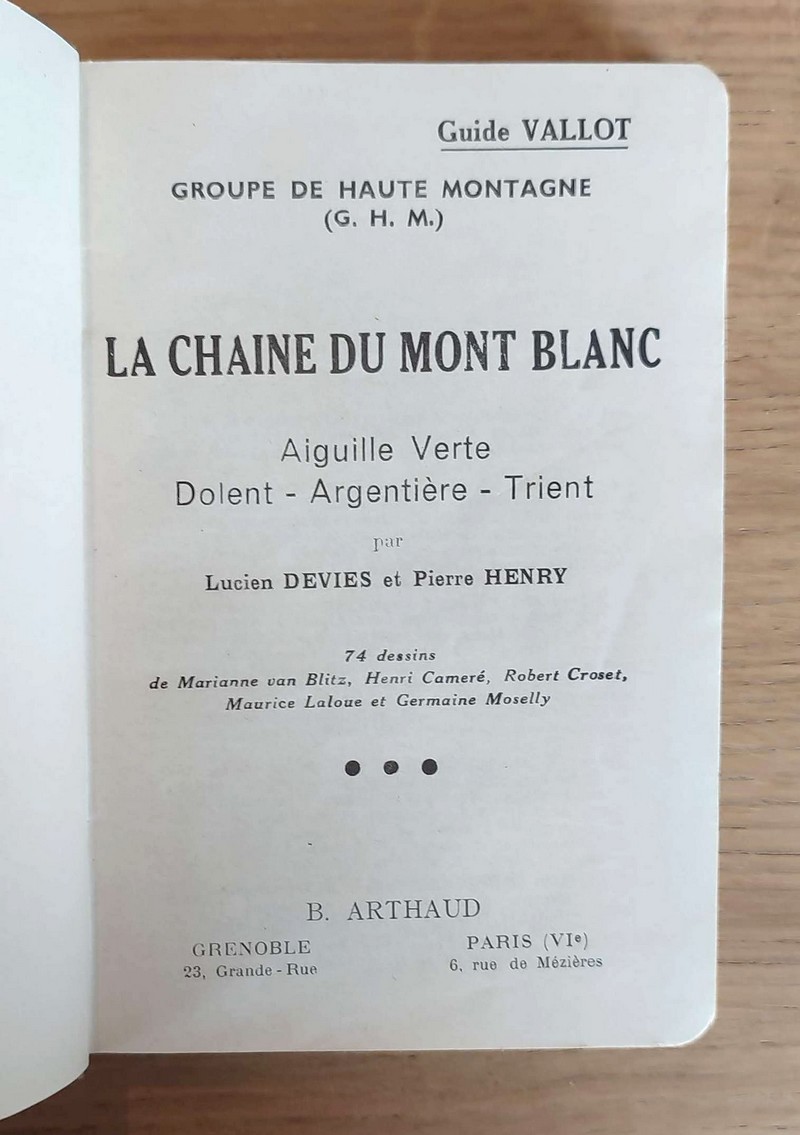 Guide VALLOT
GROUPE DE HAUTE MONTAGNE
(G. H. M.)
LA CHAINE DU MONT BLANC
Aiguille Verte
Dolent - Argentière - Trient
par
Lucien DEVIES et Pierre HENRY
74 dessins
de Marianne van Blitz, Henri Cameré, Robert Croset,
Maurice Laloue et Germaine Moselly
● ● ●
B. ARTHAUD
GRENOBLE
23, Grande-Rue
PARIS (VIe)
6, rue de Mézières